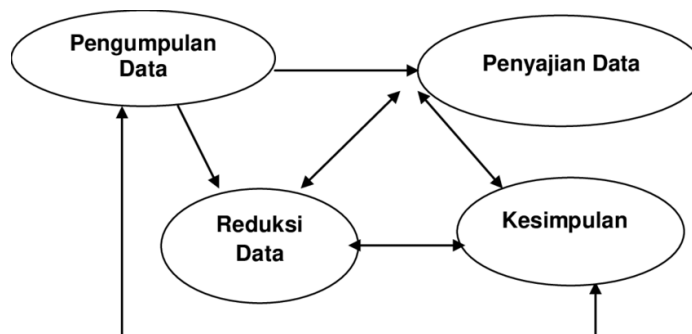 Pengumpulan
Data
Penyajian Data
Reduksi
Data
Kesimpulan